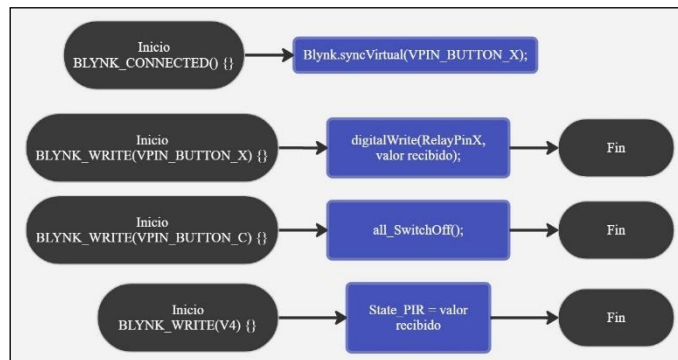 Inicio
BLYNK_CONNECTED() {}
Blynk.syncVirtual(VPIN_BUTTON_X);
Inicio
BLYNK_WRITE(VPIN_BUTTON_X) {}
digitalWrite(RelayPinX,
valor recibido);
Fin
Inicio
BLYNK_WRITE(VPIN_BUTTON_C) {}
all_SwitchOff();
Fin
Inicio
BLYNK_WRITE(V4) {}
State_PIR = valor
recibido
Fin